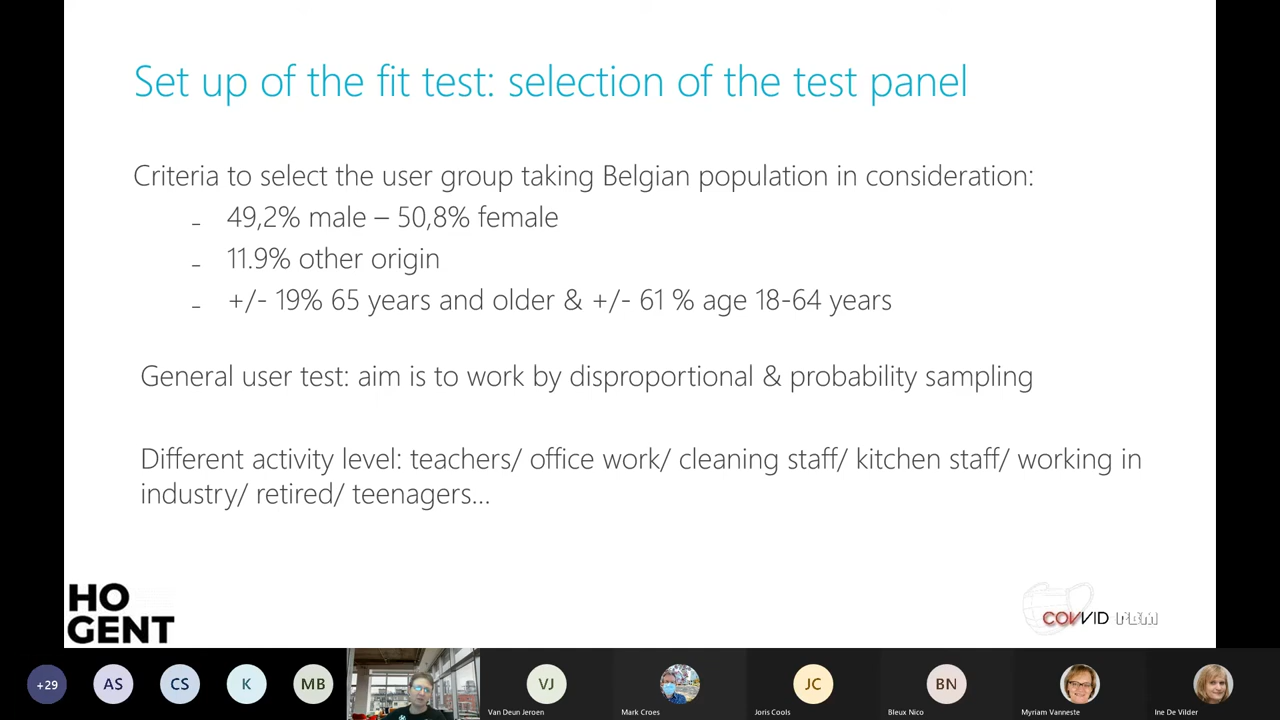 Set up of the fit test: selection of the test panel
Criteria to select the user group taking Belgian population in consideration:
– 49,2% male – 50,8% female
– 11.9% other origin
– +/- 19% 65 years and older & +/- 61 % age 18-64 years
General user test: aim is to work by disproportional & probability sampling
Different activity level: teachers/ office work/ cleaning staff/ kitchen staff/ working in
industry/ retired/ teenagers...
HO
GENT
COVVID PBM
+29
AS
CS
K
MB
VJ
JC
BN
Van Deun Jeroen
Mark Croes
Joris Cools
Bleux Nico
Myriam Vanneste
Ine De Vilder